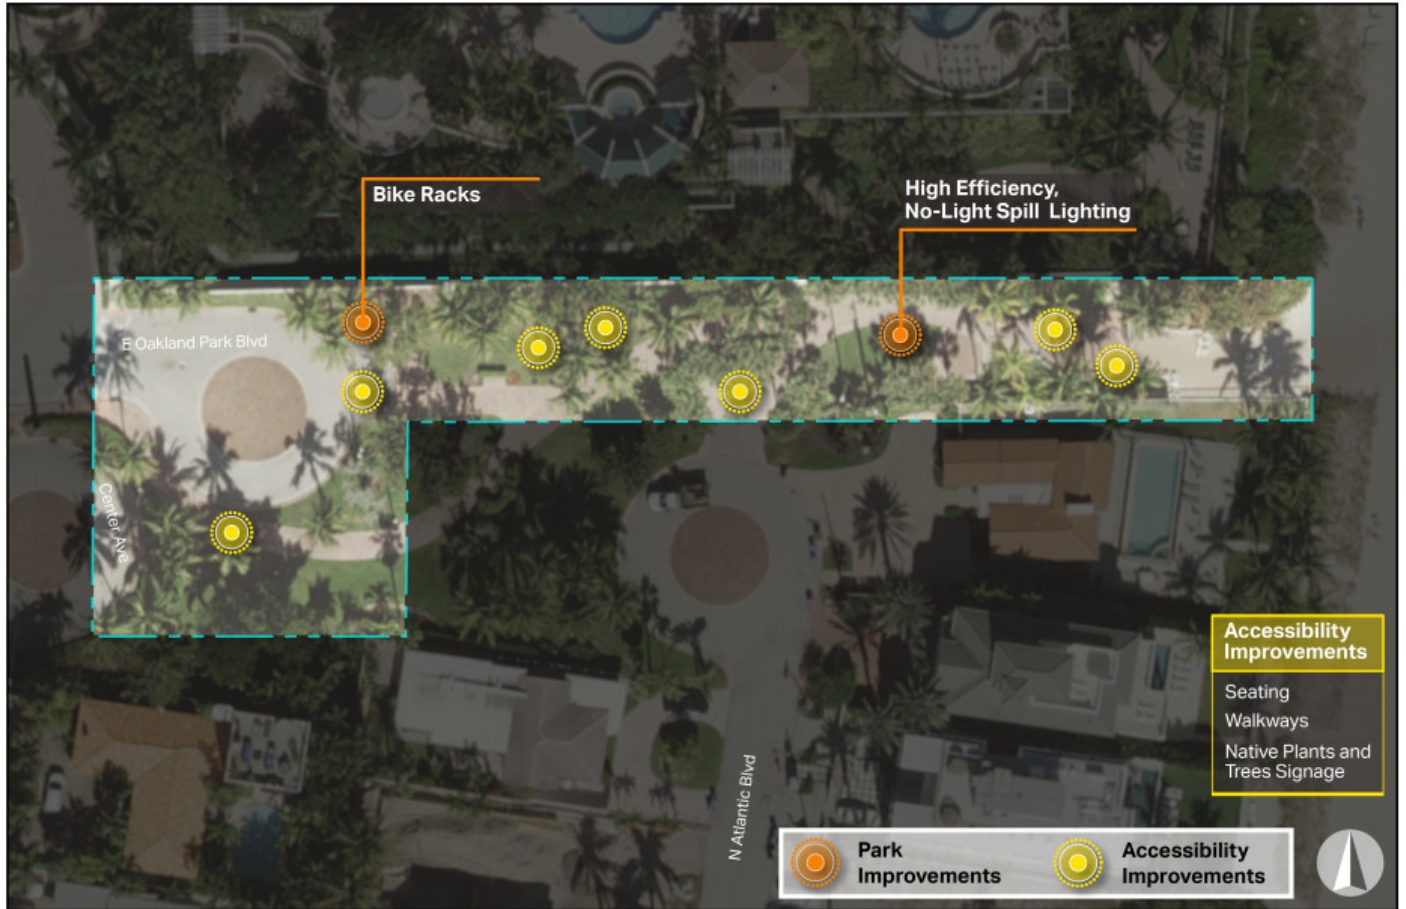 Bike Racks
High Efficiency,
No-Light Spill Lighting
E Oakland Park Blvd
Center Ave
N Atlantic Blvd
Accessibility
Improvements
Seating
Walkways
Native Plants and
Trees Signage
Park
Improvements
Accessibility
Improvements